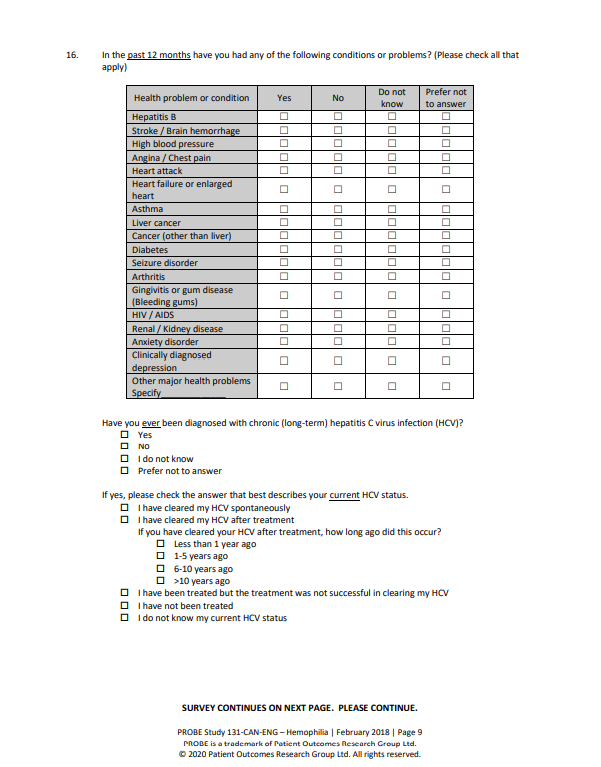 16. In the past 12 months have you had any of the following conditions or problems? (Please check all that
apply)
Health problem or condition Yes No Do not know Prefer not to answer
Hepatitis B ☐ ☐ ☐ ☐
Stroke / Brain hemorrhage ☐ ☐ ☐ ☐
High blood pressure ☐ ☐ ☐ ☐
Angina / Chest pain ☐ ☐ ☐ ☐
Heart attack ☐ ☐ ☐ ☐
Heart failure or enlarged
heart ☐ ☐ ☐ ☐
Asthma ☐ ☐ ☐ ☐
Liver cancer ☐ ☐ ☐ ☐
Cancer (other than liver) ☐ ☐ ☐ ☐
Diabetes ☐ ☐ ☐ ☐
Seizure disorder ☐ ☐ ☐ ☐
Arthritis ☐ ☐ ☐ ☐
Gingivitis or gum disease
(Bleeding gums) ☐ ☐ ☐ ☐
HIV / AIDS ☐ ☐ ☐ ☐
Renal / Kidney disease ☐ ☐ ☐ ☐
Anxiety disorder ☐ ☐ ☐ ☐
Clinically diagnosed
depression ☐ ☐ ☐ ☐
Other major health problems
Specify_____________ ☐ ☐ ☐ ☐
Have you ever been diagnosed with chronic (long-term) hepatitis C virus infection (HCV)?
☐ Yes
☐ No
☐ I do not know
☐ Prefer not to answer
If yes, please check the answer that best describes your current HCV status.
☐ I have cleared my HCV spontaneously
☐ I have cleared my HCV after treatment
If you have cleared your HCV after treatment, how long ago did this occur?
☐ Less than 1 year ago
☐ 1-5 years ago
☐ 6-10 years ago
☐ >10 years ago
☐ I have been treated but the treatment was not successful in clearing my HCV
☐ I have not been treated
☐ I do not know my current HCV status
SURVEY CONTINUES ON NEXT PAGE. PLEASE CONTINUE.
PROBE Study 131-CAN-ENG – Hemophilia | February 2018 | Page 9
PROBE is a trademark of Patient Outcomes Research Group Ltd.
© 2020 Patient Outcomes Research Group Ltd. All rights reserved.